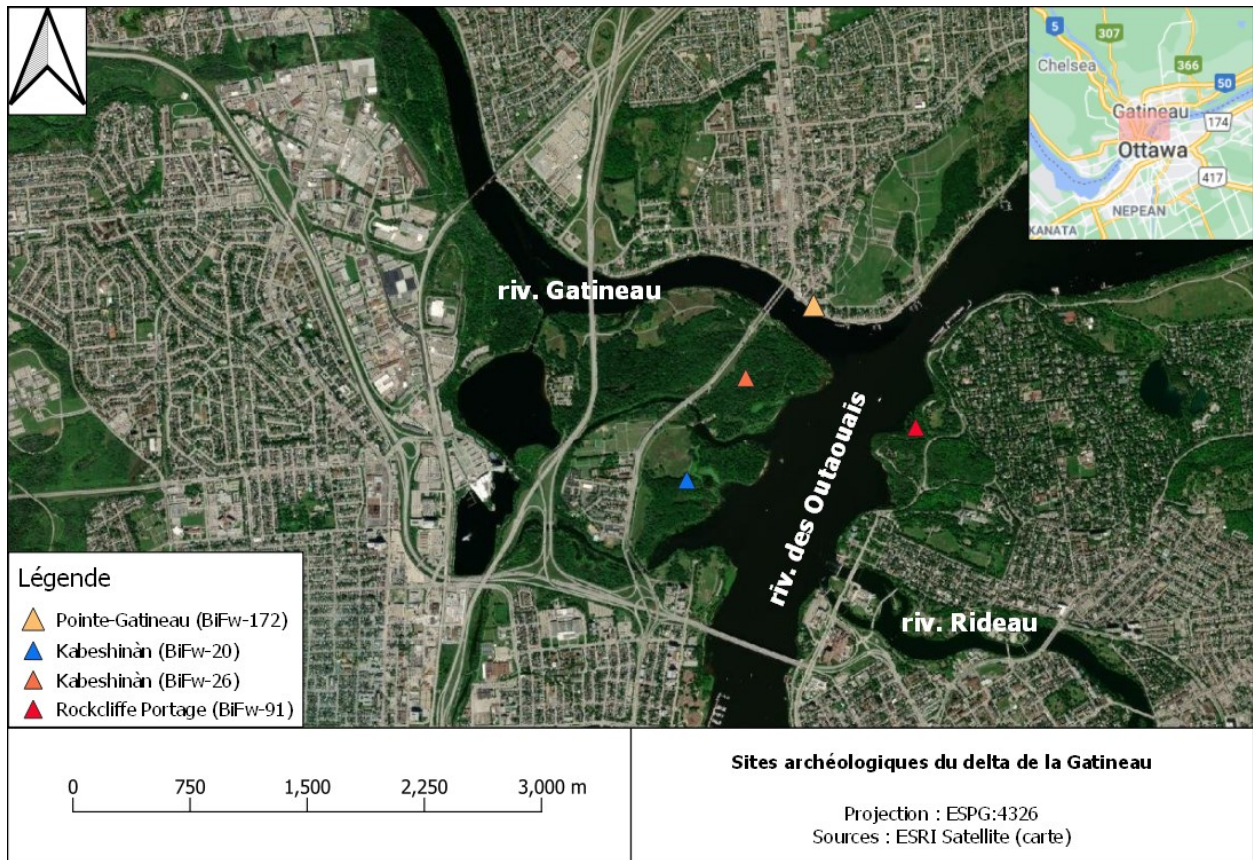 5
307
Chelsea
366
50
Gatineau
174
Ottawa
417
NEPEAN
KANATA
riv. Gatineau
riv. des Outaouais
riv. Rideau
Légende
Pointe-Gatineau (BiFw-172)
Kabeshinàn (BiFw-20)
Kabeshinàn (BiFw-26)
Rockcliffe Portage (BiFw-91)
0 750 1,500 2,250 3,000 m
Sites archéologiques du delta de la Gatineau
Projection : ESPG:4326
Sources : ESRI Satellite (carte)